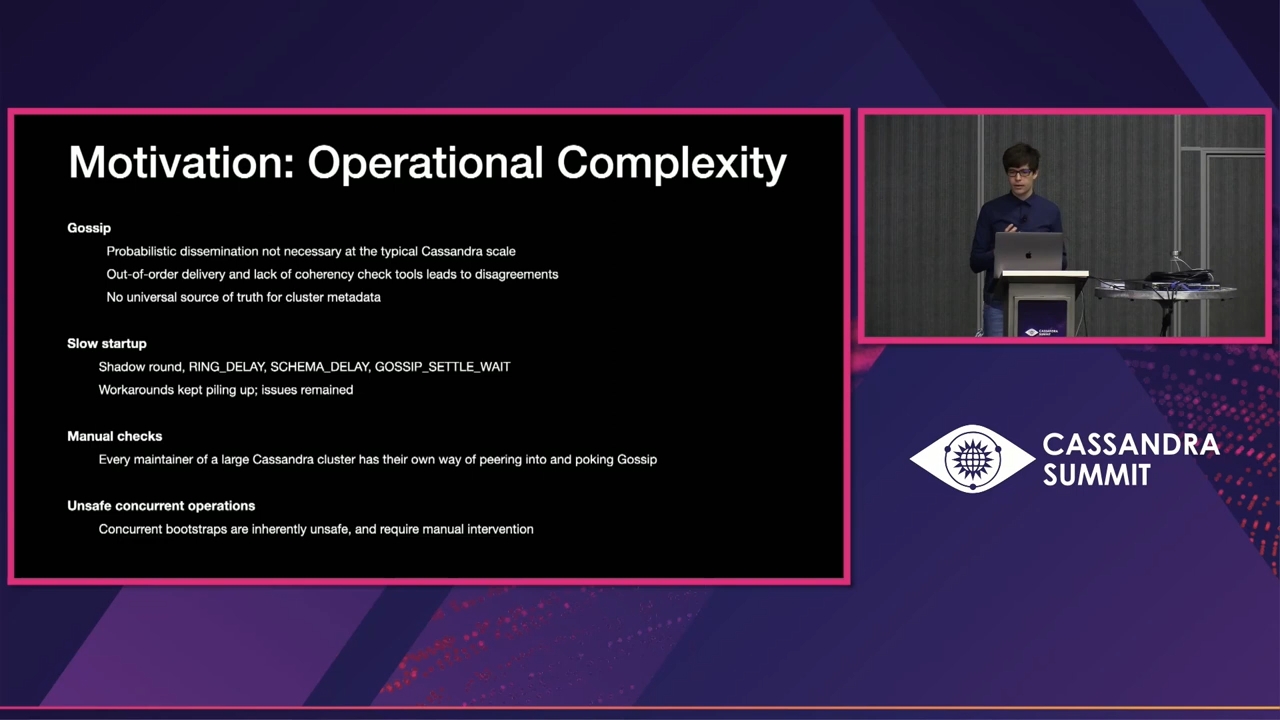 Motivation: Operational Complexity
Gossip
Probabilistic dissemination not necessary at the typical Cassandra scale
Out-of-order delivery and lack of coherency check tools leads to disagreements
No universal source of truth for cluster metadata
Slow startup
Shadow round, RING_DELAY, SCHEMA_DELAY, GOSSIP_SETTLE_WAIT
Workarounds kept piling up; issues remained
Manual checks
Every maintainer of a large Cassandra cluster has their own way of peering into and poking Gossip
Unsafe concurrent operations
Concurrent bootstraps are inherently unsafe, and require manual intervention
CASSANDRA
SUMMIT
CASSANDRA
SUMMIT